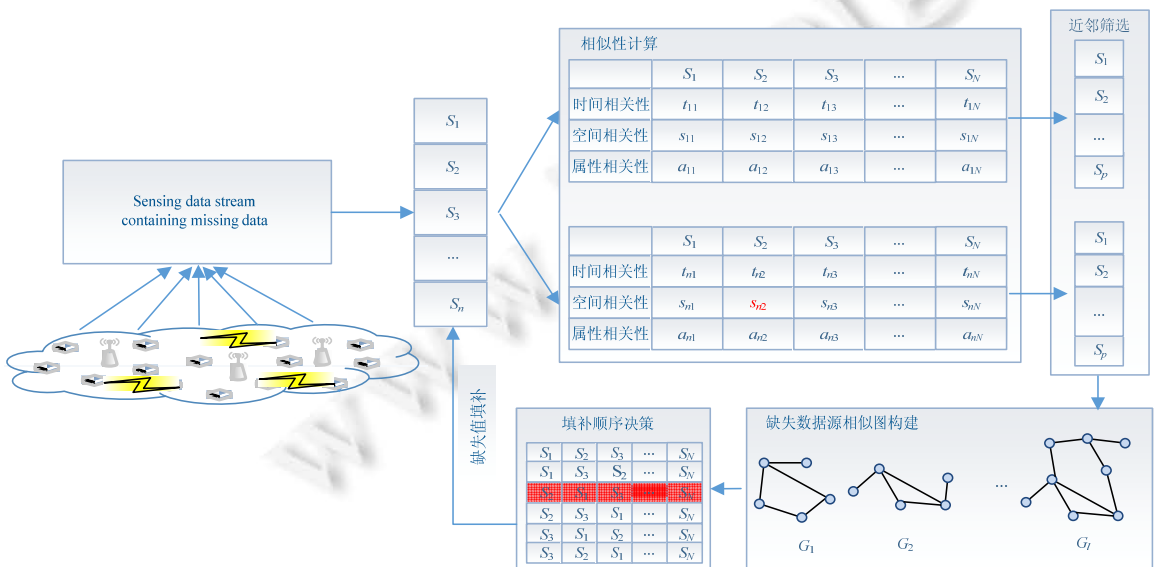 Sensing data stream
containing missing data
S1
S2
S3
...
Sn
相似性计算
S1 S2 S3 ... SN
时间相关性 t11 t12 t13 ... t1N
空间相关性 s11 s12 s13 ... s1N
属性相关性 a11 a12 a13 ... a1N
S1 S2 S3 ... SN
时间相关性 tn1 tn2 tn3 ... tnN
空间相关性 sn1 sn2 sn3 ... snN
属性相关性 an1 an2 an3 ... anN
近邻筛选
S1
S2
...
Sp
S1
S2
...
Sp
缺失数据源相似图构建
...
G1 G2 Gl
填补顺序决策
S1 S2 S3 ... SN
S1 S3 S2 ... SN
S2 S3 S1 ... SN
S3 S1 S2 ... SN
S3 S2 S1 ... SN
缺失值填补